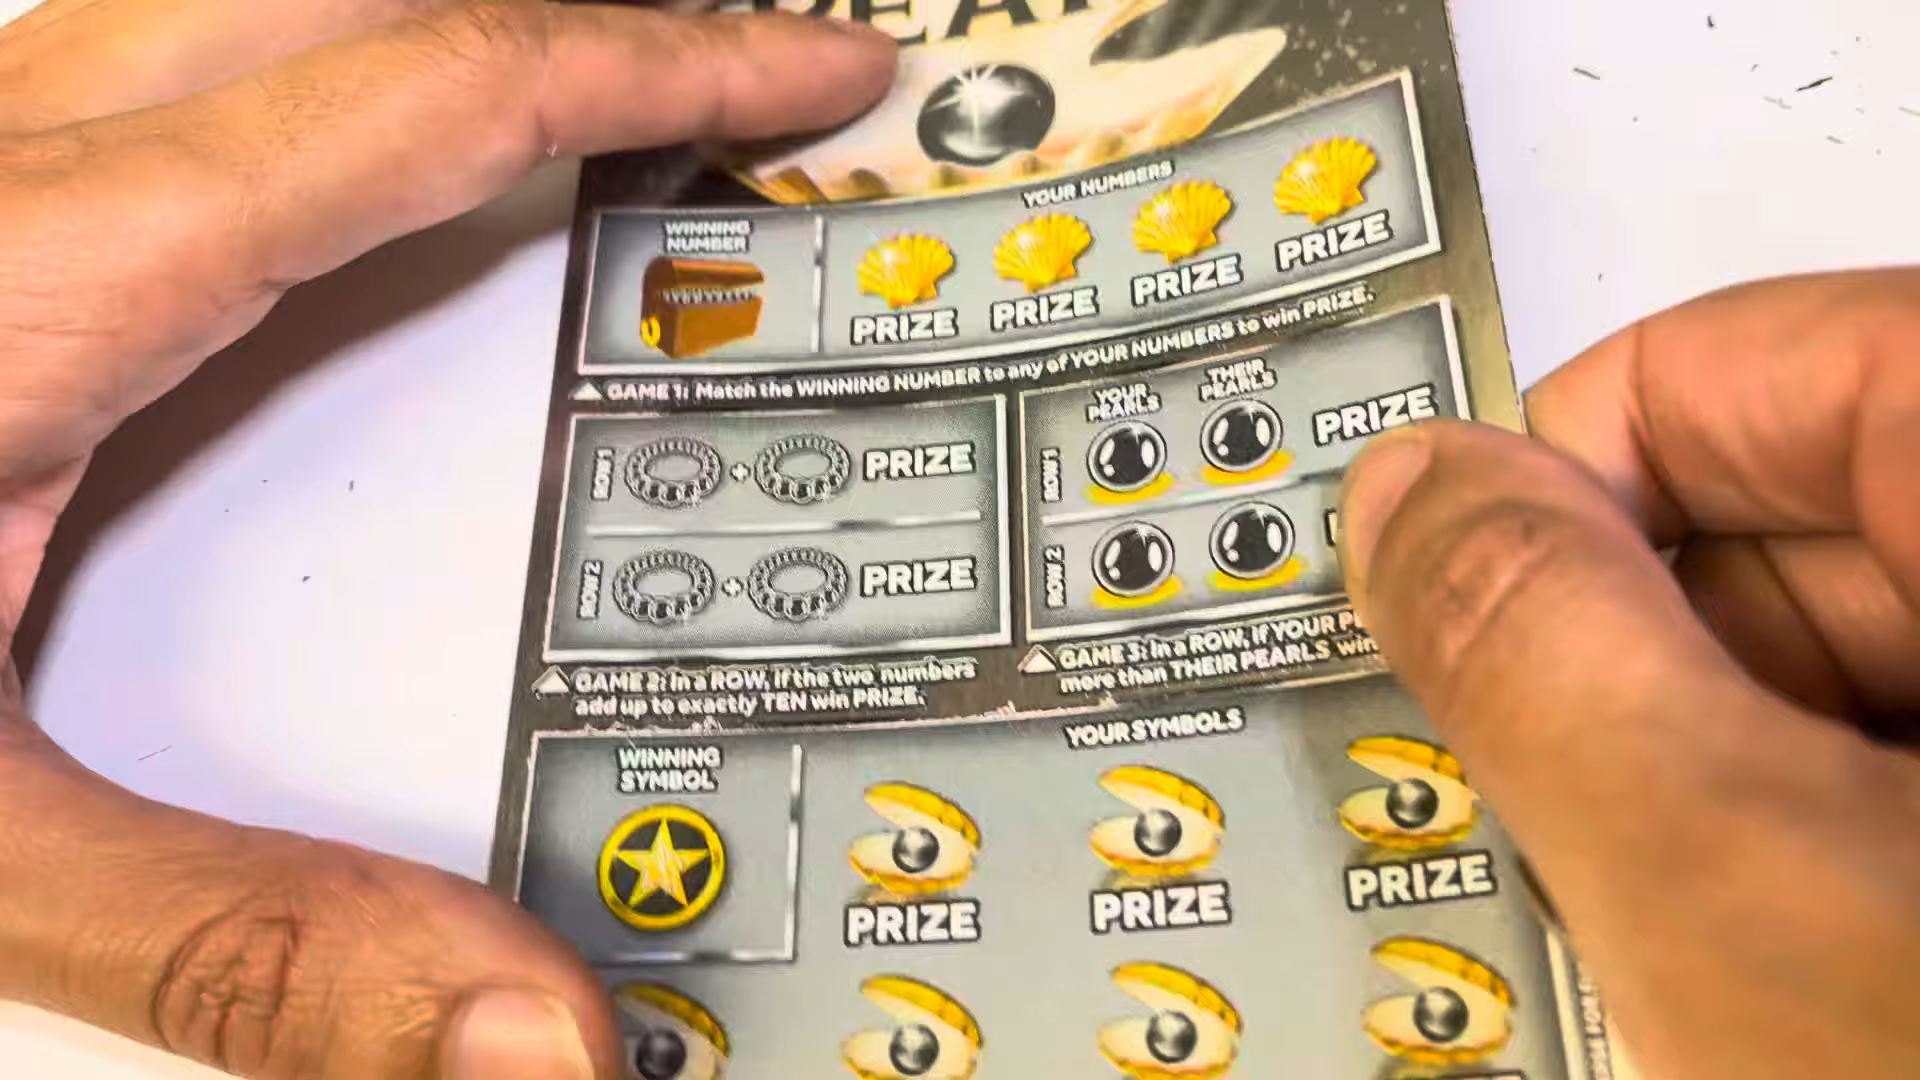 YOUR NUMBERS
WINNING
NUMBER
PRIZE PRIZE PRIZE PRIZE
GAME 1: Match the WINNING NUMBER to any of YOUR NUMBERS to win PRIZE.
ROW 1 + PRIZE
ROW 2 + PRIZE
GAME 2: In a ROW, if the two numbers
add up to exactly TEN win PRIZE.
YOUR
PEARLS
THEIR
PEARLS
ROW 1 PRIZE
ROW 2
GAME 3: In a ROW, if YOUR
more than THEIR PEARLS win
YOUR SYMBOLS
WINNING
SYMBOL
PRIZE PRIZE PRIZE